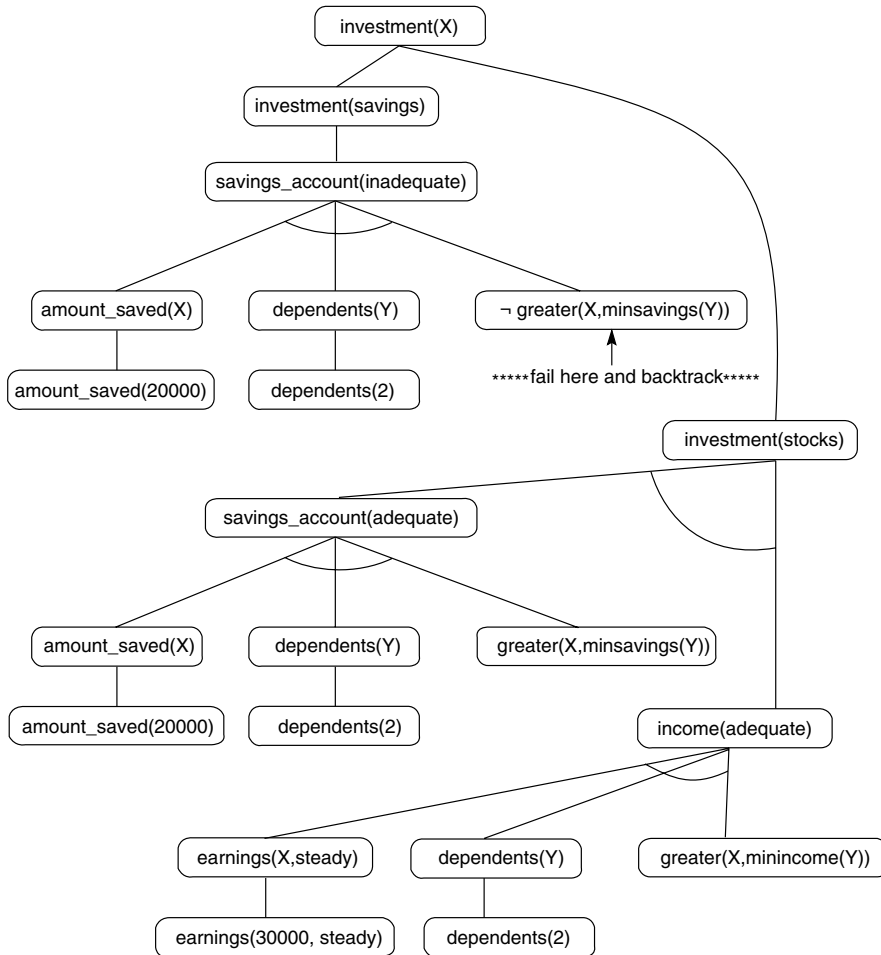 investment(X)
investment(savings)
savings_account(inadequate)
amount_saved(X)
dependents(Y)
¬ greater(X,minsavings(Y))
amount_saved(20000)
dependents(2)
*****fail here and backtrack*****
investment(stocks)
savings_account(adequate)
amount_saved(X)
dependents(Y)
greater(X,minsavings(Y))
amount_saved(20000)
dependents(2)
income(adequate)
earnings(X,steady)
dependents(Y)
greater(X,minincome(Y))
earnings(30000, steady)
dependents(2)